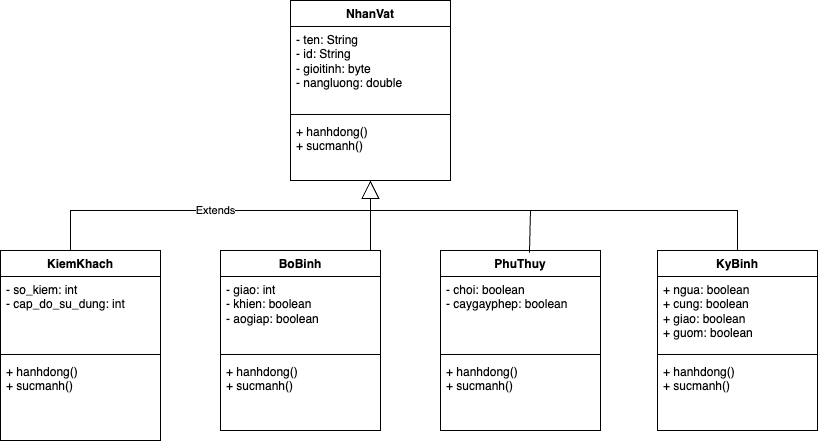 NhanVat
- ten: String
- id: String
- gioitinh: byte
- nangluong: double
+ hanhdong()
+ sucmanh()
Extends
KiemKhach
- so_kiem: int
- cap_do_su_dung: int
+ hanhdong()
+ sucmanh()
BoBinh
- giao: int
- khien: boolean
- aogiap: boolean
+ hanhdong()
+ sucmanh()
PhuThuy
- choi: boolean
- caygayphep: boolean
+ hanhdong()
+ sucmanh()
KyBinh
+ ngua: boolean
+ cung: boolean
+ giao: boolean
+ guom: boolean
+ hanhdong()
+ sucmanh()